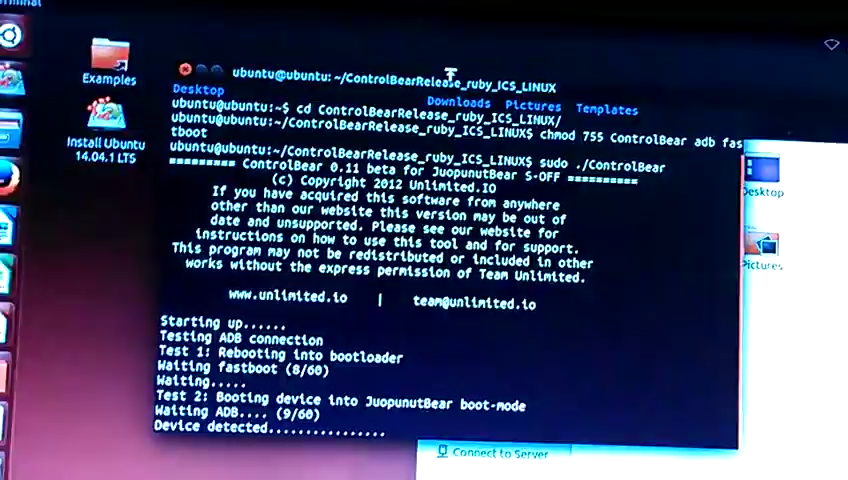 Terminal
Examples
Install Ubuntu
14.04.1 LTS
ubuntu@ubuntu: ~/ControlBearRelease_ruby_ICS_LINUX
Desktop Downloads Pictures Templates
ubuntu@ubuntu:~$ cd ControlBearRelease_ruby_ICS_LINUX/
ubuntu@ubuntu:~/ControlBearRelease_ruby_ICS_LINUX$ chmod 755 ControlBear adb fas
tboot
ubuntu@ubuntu:~/ControlBearRelease_ruby_ICS_LINUX$ sudo ./ControlBear
========= ControlBear 0.11 beta for JuopunutBear S-OFF =========
(c) Copyright 2012 Unlimited.IO
If you have acquired this software from anywhere
other than our website this version may be out of
date and unsupported. Please see our website for
instructions on how to use this tool and for support.
This program may not be redistributed or included in other
works without the express permission of Team Unlimited.
www.unlimited.io | team@unlimited.io
Starting up......
Testing ADB connection
Test 1: Rebooting into bootloader
Waiting fastboot (8/60)
Waiting.....
Test 2: Booting device into JuopunutBear boot-mode
Waiting ADB.... (9/60)
Device detected................
Desktop
Pictures
Connect to Server